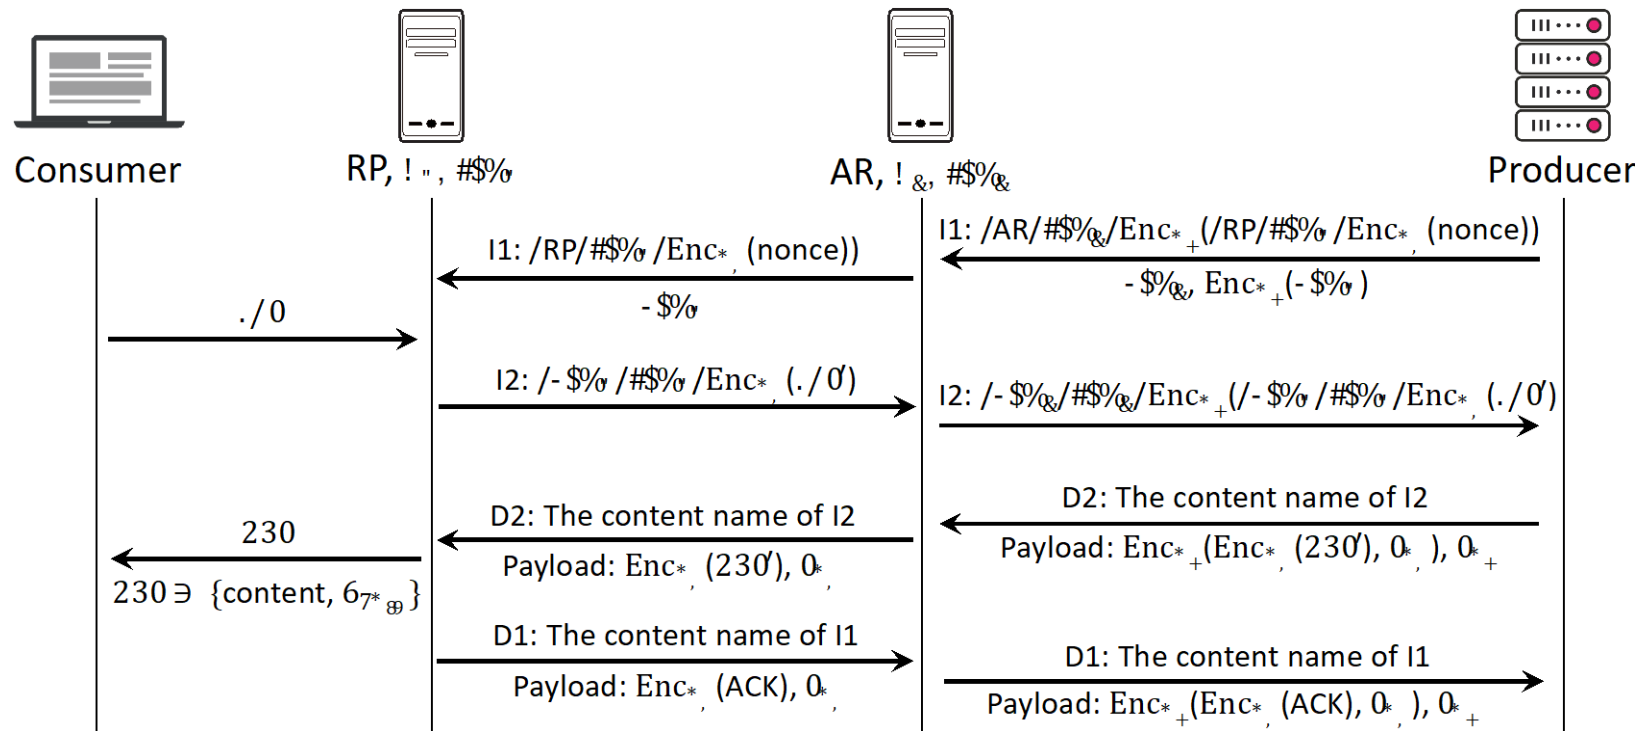 Consumer
RP, ! ", #$%"
AR, ! &, #$%&
Producer
I1: /AR/#$%&/Enc*+(/RP/#$%"/Enc*, (nonce))
-$%&, Enc*+(-$%")
I1: /RP/#$%"/Enc*, (nonce))
-$%"
./0
I2: /-$%"/#$%"/Enc*, (./0′)
I2: /-$%&/#$%&/Enc*+(/-$%"/#$%"/Enc*, (./0′)
D2: The content name of I2
Payload: Enc*+(Enc*, (230′), 0*, ), 0*+
D2: The content name of I2
Payload: Enc*, (230′), 0*,
230
230 ∋ {content, 67*89}
D1: The content name of I1
Payload: Enc*, (ACK), 0*,
D1: The content name of I1
Payload: Enc*+(Enc*, (ACK), 0*, ), 0*+